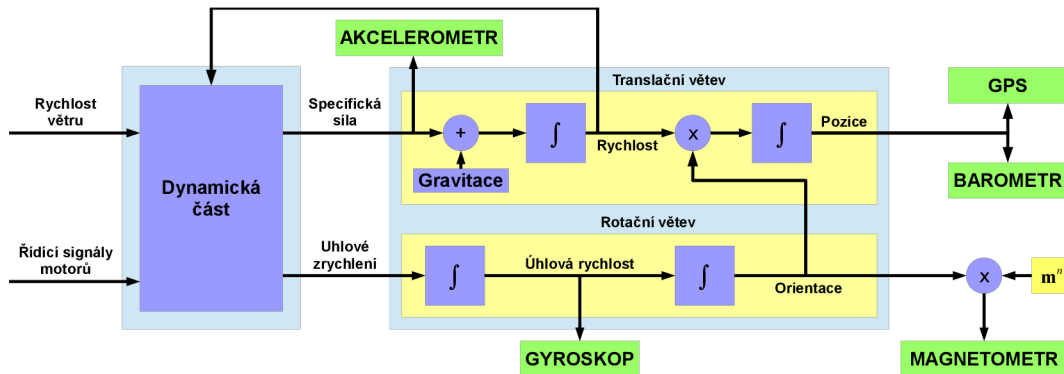 AKCELEROMETR
Translační větev
GPS
Rychlost
větru
Specifická
síla
+
∫
Rychlost
x
∫
Pozice
Gravitace
BAROMETR
Dynamická
část
Rotační větev
Řídící signály
motorů
Uhlové
zrychlení
∫
Úhlová rychlost
∫
Orientace
x
mⁿ
GYROSKOP
MAGNETOMETR